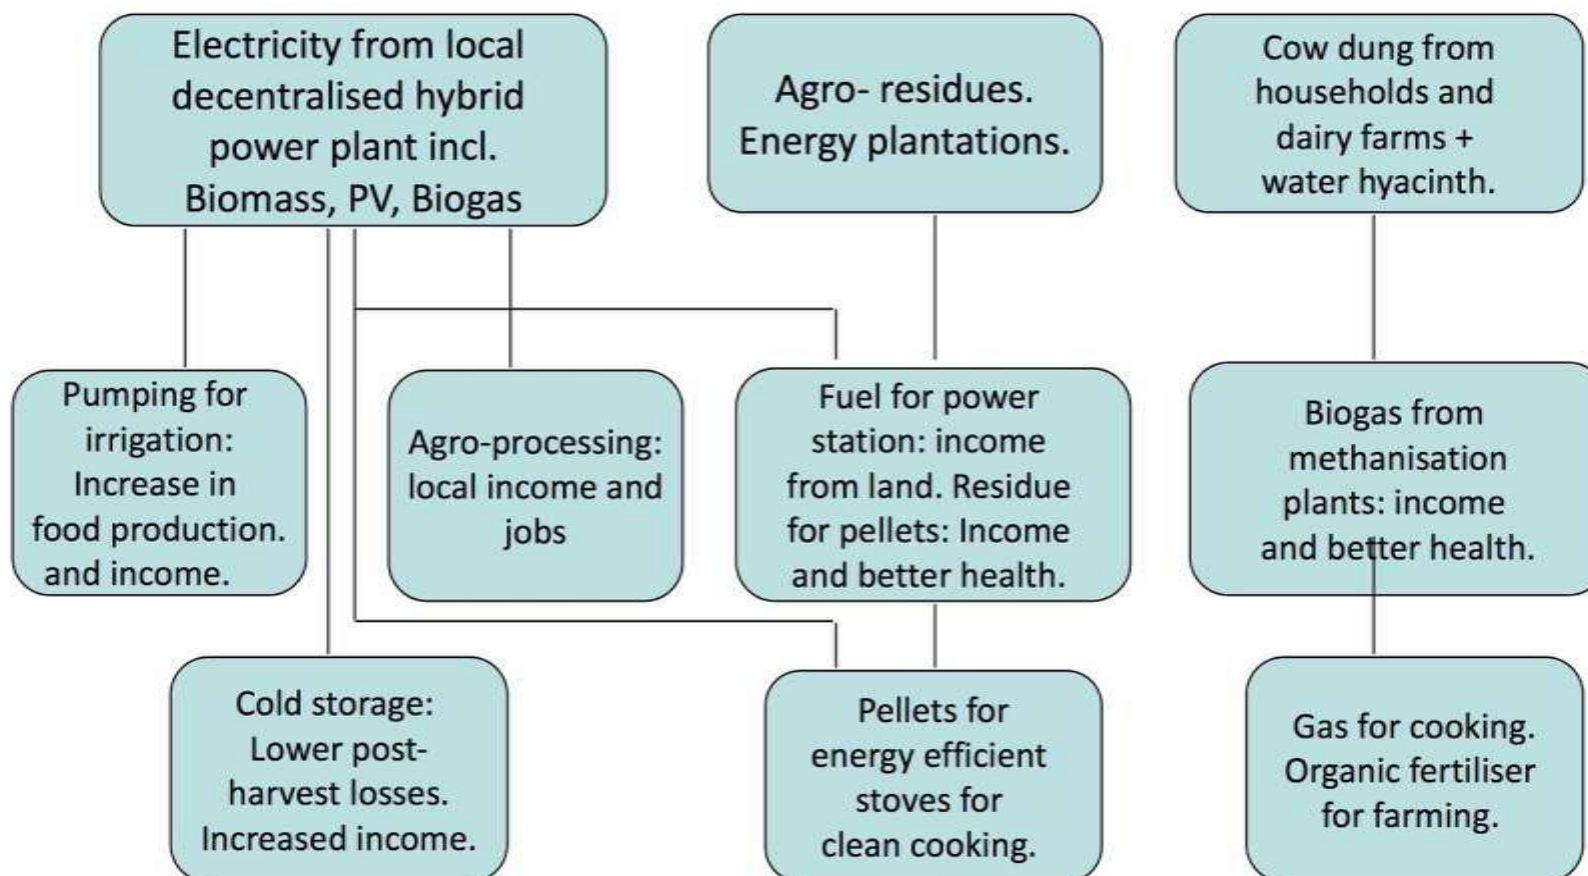 Electricity from local
decentralised hybrid
power plant incl.
Biomass, PV, Biogas
Agro- residues.
Energy plantations.
Cow dung from
households and
dairy farms +
water hyacinth.
Pumping for
irrigation:
Increase in
food production.
and income.
Agro-processing:
local income and
jobs
Fuel for power
station: income
from land. Residue
for pellets: Income
and better health.
Biogas from
methanisation
plants: income
and better health.
Cold storage:
Lower post-
harvest losses.
Increased income.
Pellets for
energy efficient
stoves for
clean cooking.
Gas for cooking.
Organic fertiliser
for farming.